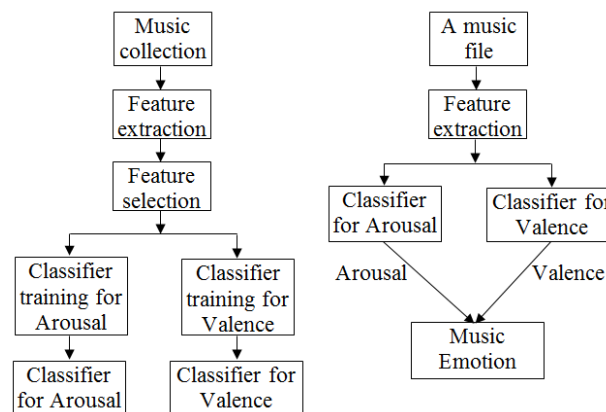 Music
collection
Feature
extraction
Feature
selection
Classifier
training for
Arousal
Classifier
training for
Valence
Classifier
for Arousal
Classifier for
Valence
A music
file
Feature
extraction
Classifier
for Arousal
Classifier for
Valence
Arousal
Valence
Music
Emotion